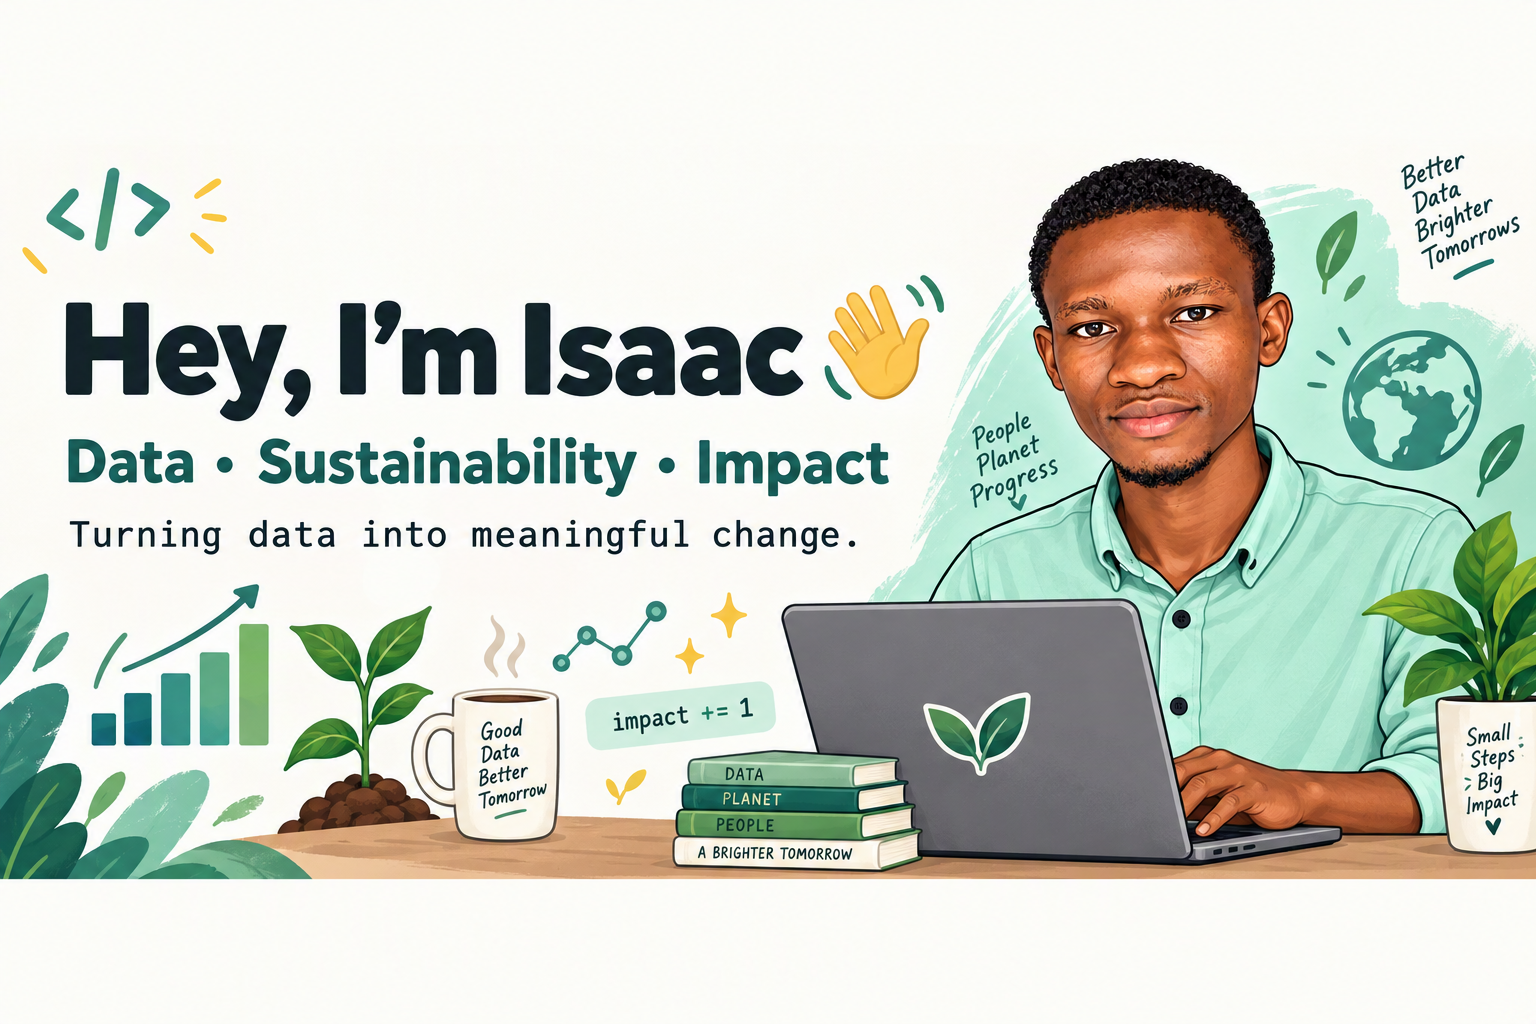 </>
Hey, I'm Isaac 👋
Data • Sustainability • Impact
Turning data into meaningful change.
People
Planet
Progress
Better
Data
Brighter
Tomorrows
Good
Data
Better
Tomorrow
impact += 1
DATA
PLANET
PEOPLE
A BRIGHTER TOMORROW
Small
Steps
Big
Impact